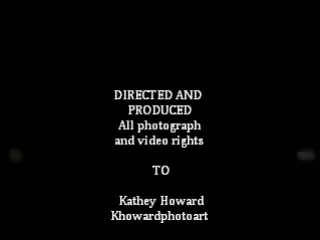 DIRECTED AND
PRODUCED
All photograph
and video rights
TO
Kathey Howard
Khowardphotoart